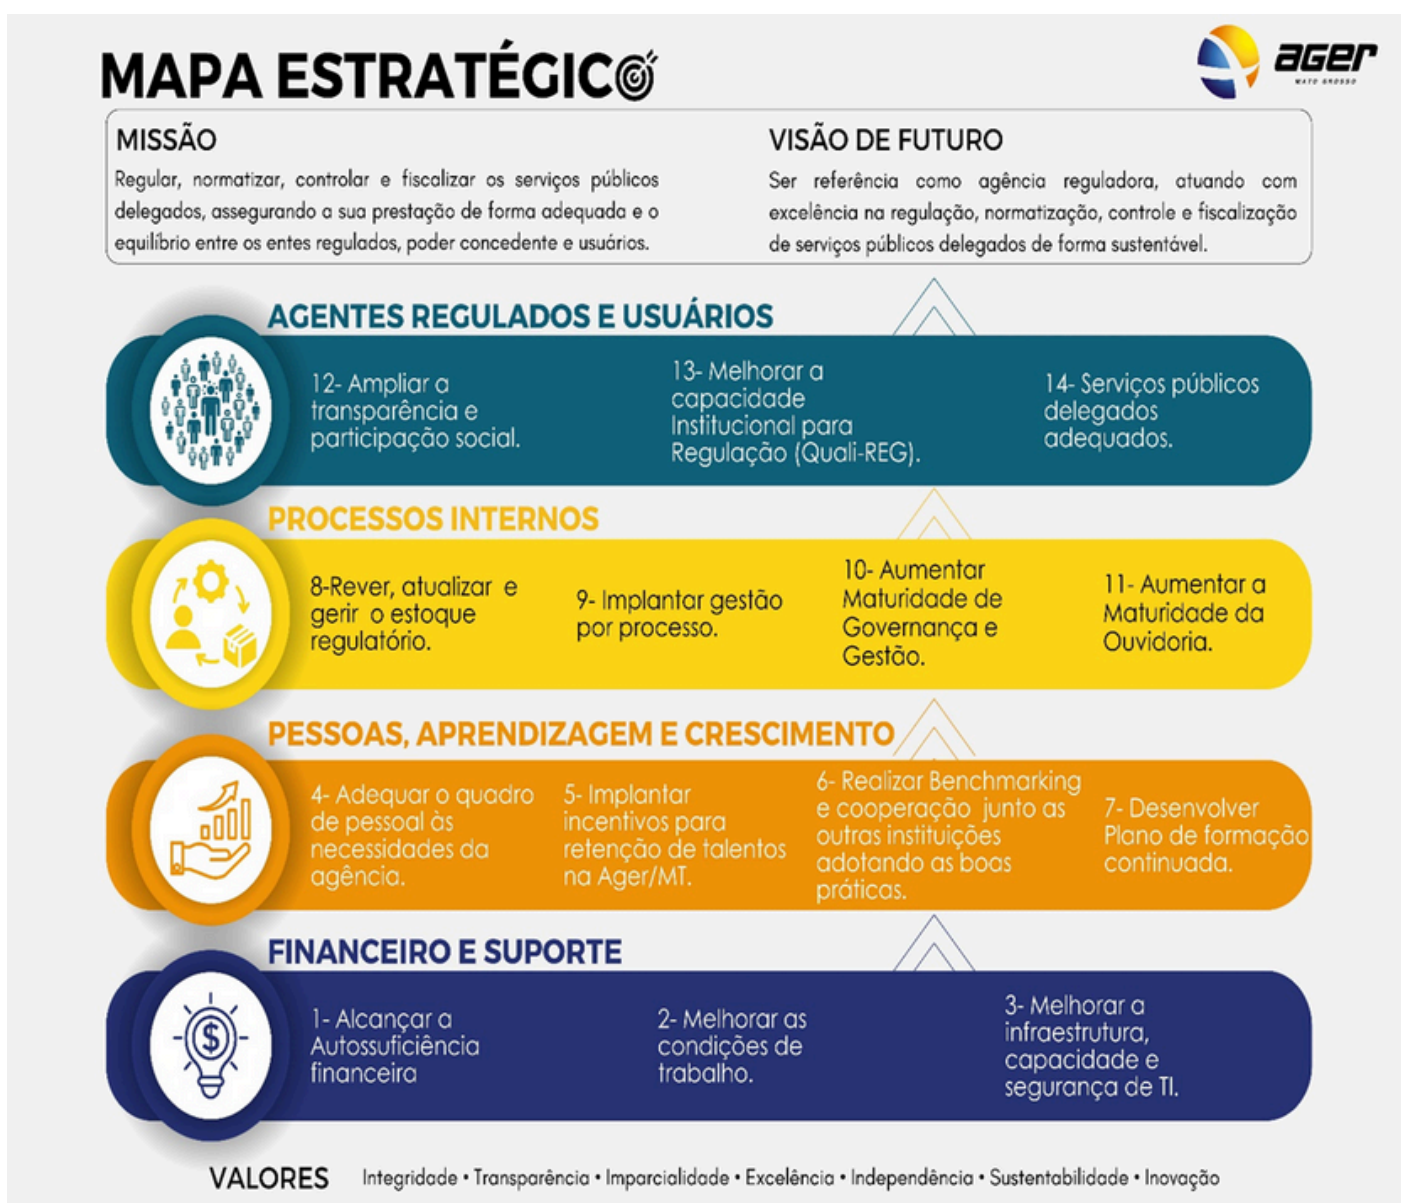 MAPA ESTRATÉGICO
ager
MATO GROSSO
MISSÃO
Regular, normatizar, controlar e fiscalizar os serviços públicos
delegados, assegurando a sua prestação de forma adequada e o
equilíbrio entre os entes regulados, poder concedente e usuários.
VISÃO DE FUTURO
Ser referência como agência reguladora, atuando com
excelência na regulação, normatização, controle e fiscalização
de serviços públicos delegados de forma sustentável.
AGENTES REGULADOS E USUÁRIOS
12- Ampliar a
transparência e
participação social.
13- Melhorar a
capacidade
Institucional para
Regulação (Quali-REG).
14- Serviços públicos
delegados
adequados.
PROCESSOS INTERNOS
8-Rever, atualizar e
gerir o estoque
regulatório.
9- Implantar gestão
por processo.
10- Aumentar
Maturidade de
Governança e
Gestão.
11- Aumentar a
Maturidade da
Ouvidoria.
PESSOAS, APRENDIZAGEM E CRESCIMENTO
4- Adequar o quadro
de pessoal às
necessidades da
agência.
5- Implantar
incentivos para
retenção de talentos
na Ager/MT.
6- Realizar Benchmarking
e cooperação junto as
outras instituições
adotando as boas
práticas.
7- Desenvolver
Plano de formação
continuada.
FINANCEIRO E SUPORTE
$
1- Alcançar a
Autossuficiência
financeira
2- Melhorar as
condições de
trabalho.
3- Melhorar a
infraestrutura,
capacidade e
segurança de TI.
VALORES Integridade • Transparência • Imparcialidade • Excelência • Independência • Sustentabilidade • Inovação